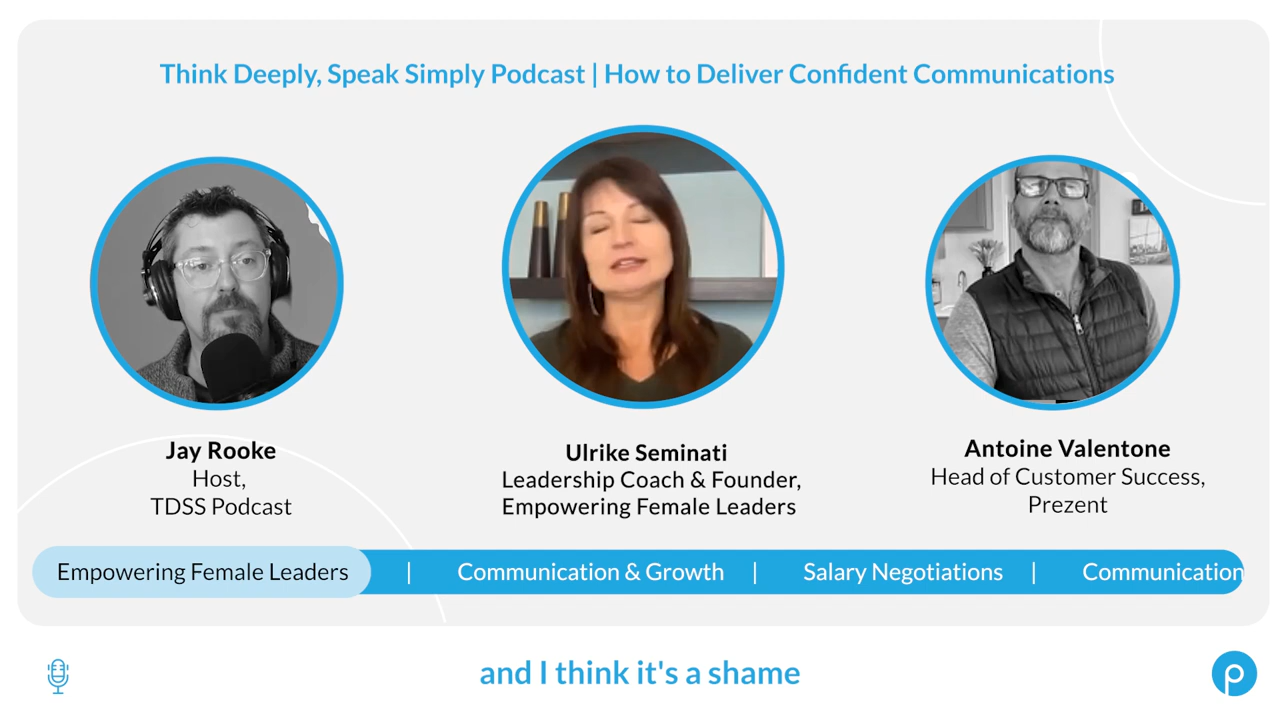 Think Deeply, Speak Simply Podcast | How to Deliver Confident Communications
Jay Rooke
Host,
TDSS Podcast
Ulrike Seminati
Leadership Coach & Founder,
Empowering Female Leaders
Antoine Valentone
Head of Customer Success,
Prezent
Empowering Female Leaders | Communication & Growth | Salary Negotiations | Communication
and I think it's a shame